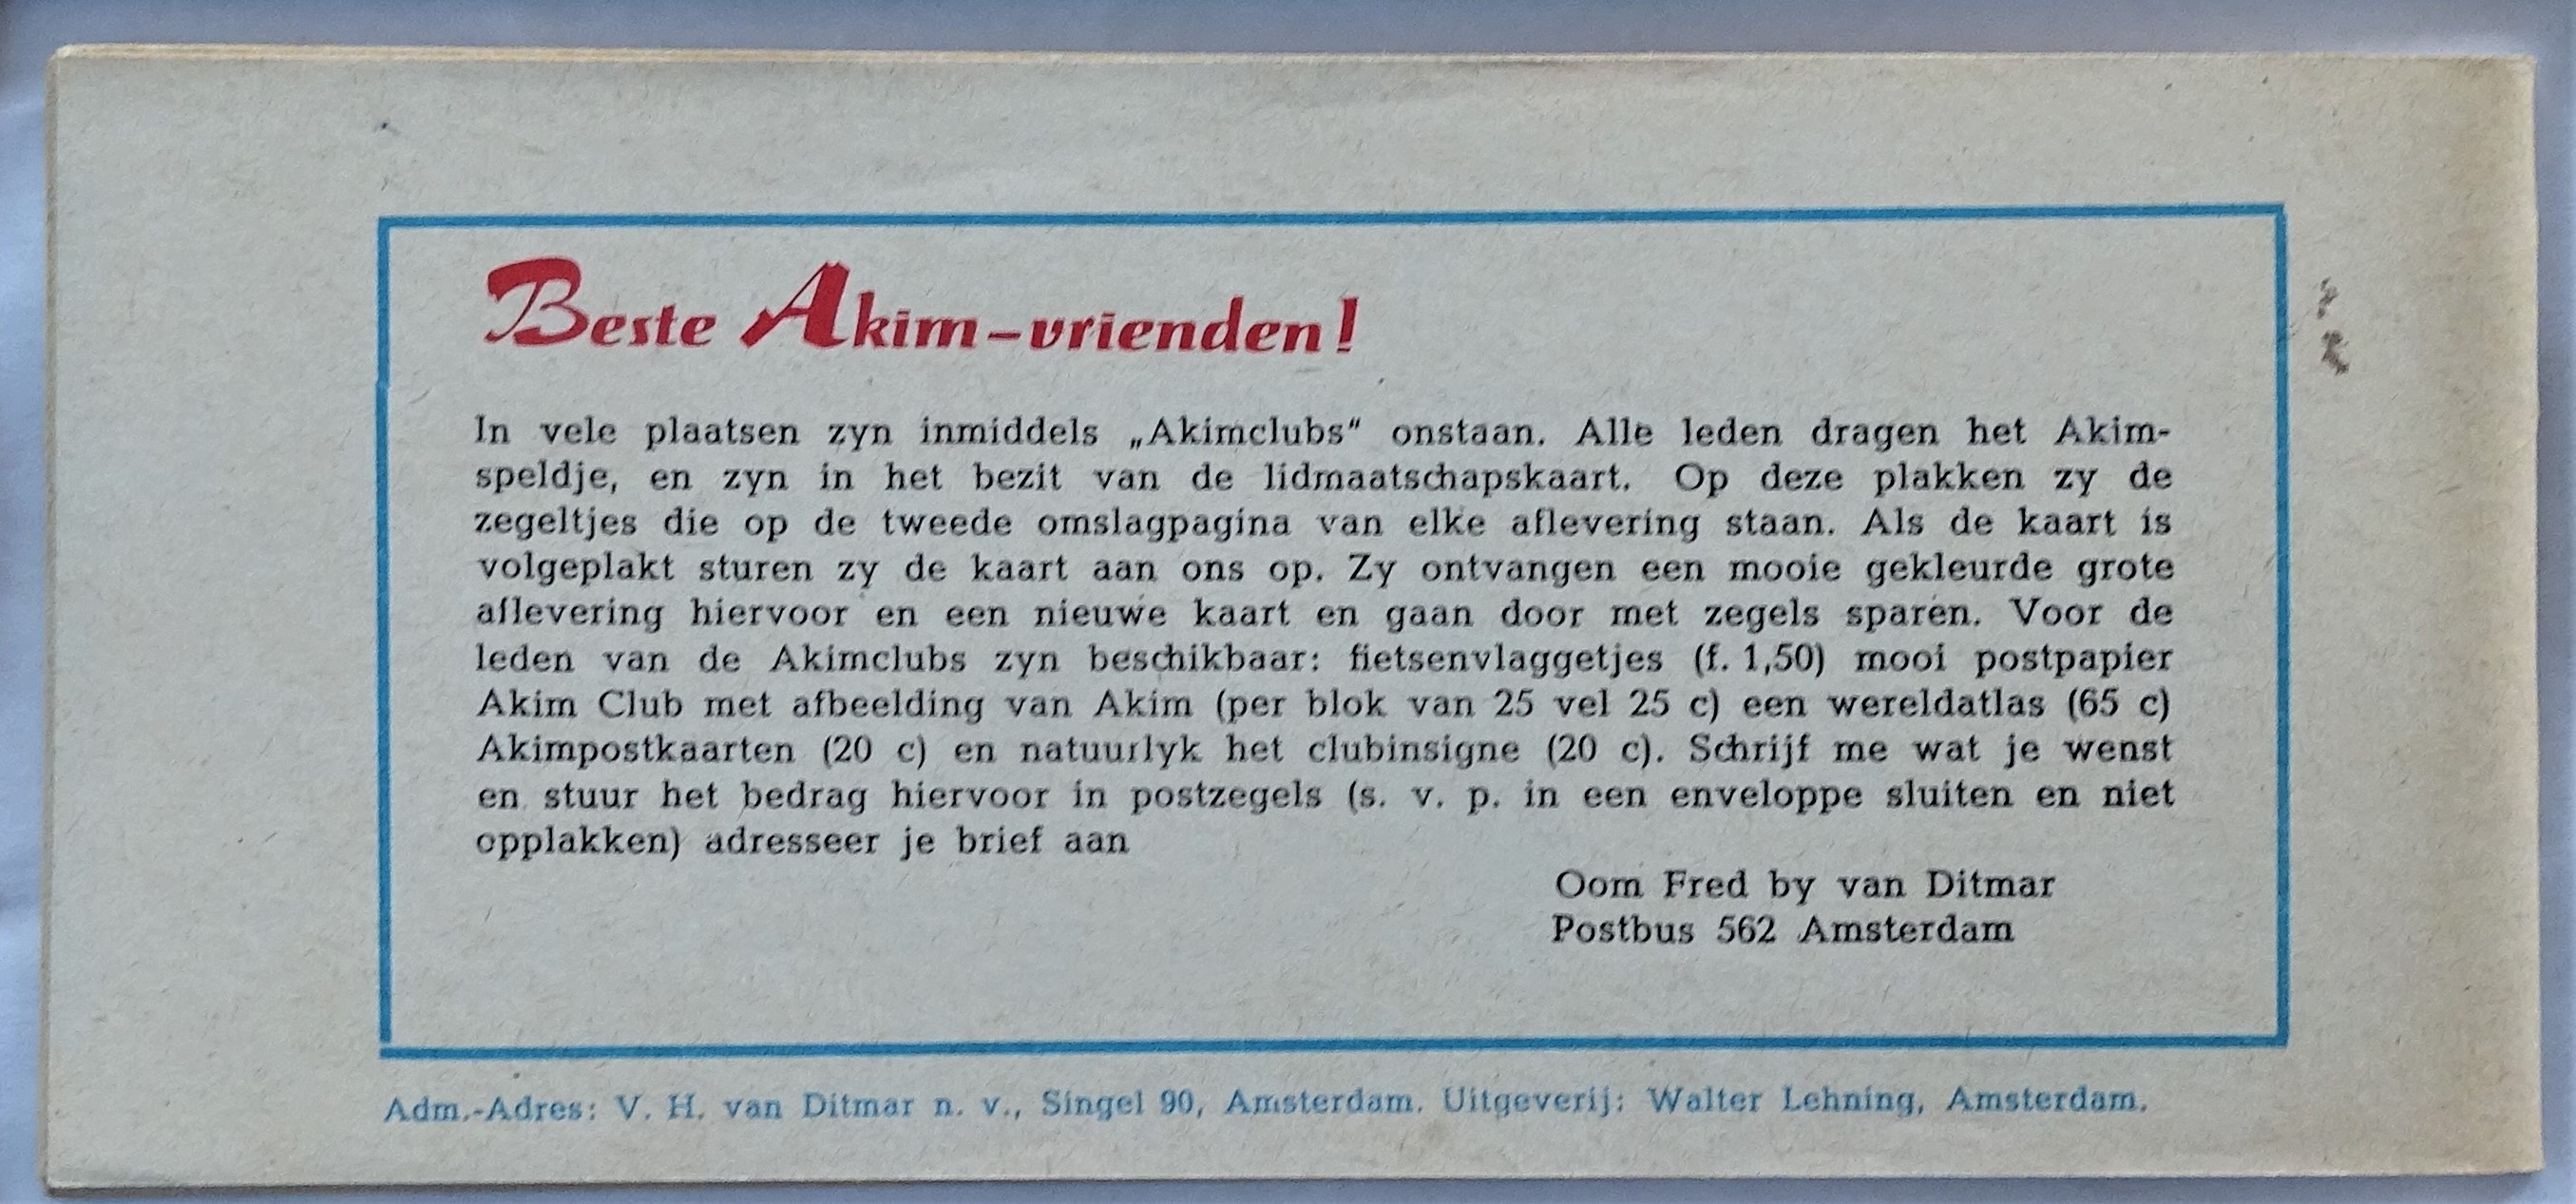 Beste Akim-vrienden!
In vele plaatsen zyn inmiddels „Akimclubs“ onstaan. Alle leden dragen het Akim-
speldje, en zyn in het bezit van de lidmaatschapskaart. Op deze plakken zy de
zegeltjes die op de tweede omslagpagina van elke aflevering staan. Als de kaart is
volgeplakt sturen zy de kaart aan ons op. Zy ontvangen een mooie gekleurde grote
aflevering hiervoor en een nieuwe kaart en gaan door met zegels sparen. Voor de
leden van de Akimclubs zyn beschikbaar: fietsenvlaggetjes (f. 1,50) mooi postpapier
Akim Club met afbeelding van Akim (per blok van 25 vel 25 c) een wereldatlas (65 c)
Akimpostkaarten (20 c) en natuurlyk het clubinsigne (20 c). Schrijf me wat je wenst
en stuur het bedrag hiervoor in postzegels (s. v. p. in een enveloppe sluiten en niet
opplakken) adresseer je brief aan
Oom Fred by van Ditmar
Postbus 562 Amsterdam
Adm.-Adres: V. H. van Ditmar n. v., Singel 90, Amsterdam. Uitgeverij: Walter Lehning, Amsterdam.